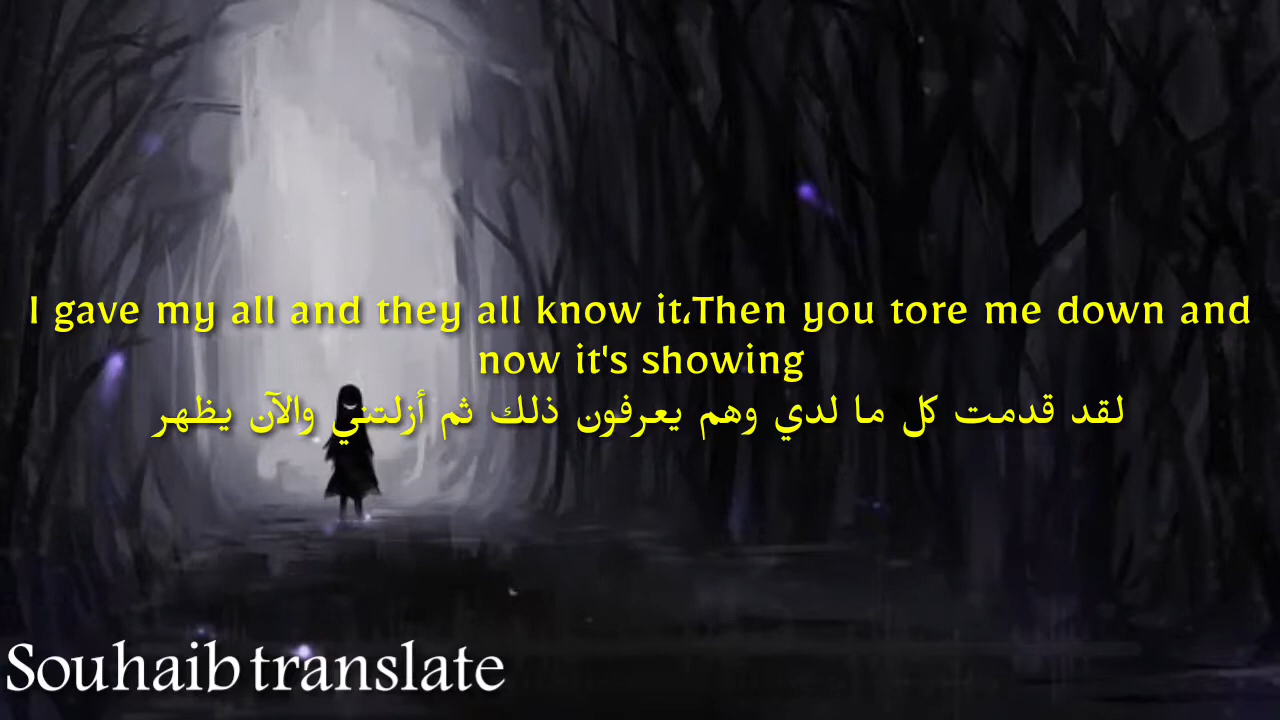 I gave my all and they all know it،Then you tore me down and
now it's showing
لقد قدمت كل ما لدي وهم يعرفون ذلك ثم أزلتني والآن يظهر
Souhaib translate